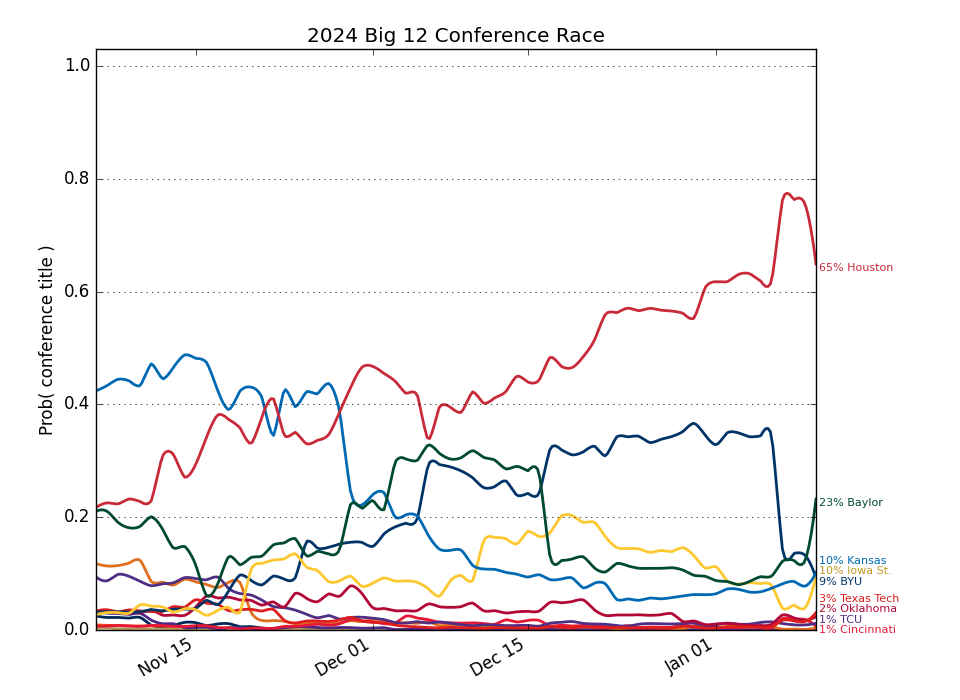 2024 Big 12 Conference Race
Prob( conference title )
1.0
0.8
0.6
0.4
0.2
0.0
Nov 15
Dec 01
Dec 15
Jan 01
65% Houston
23% Baylor
12% Kansas
10% Iowa St.
9% BYU
3% Texas Tech
2% Oklahoma
1% TCU
1% Cincinnati